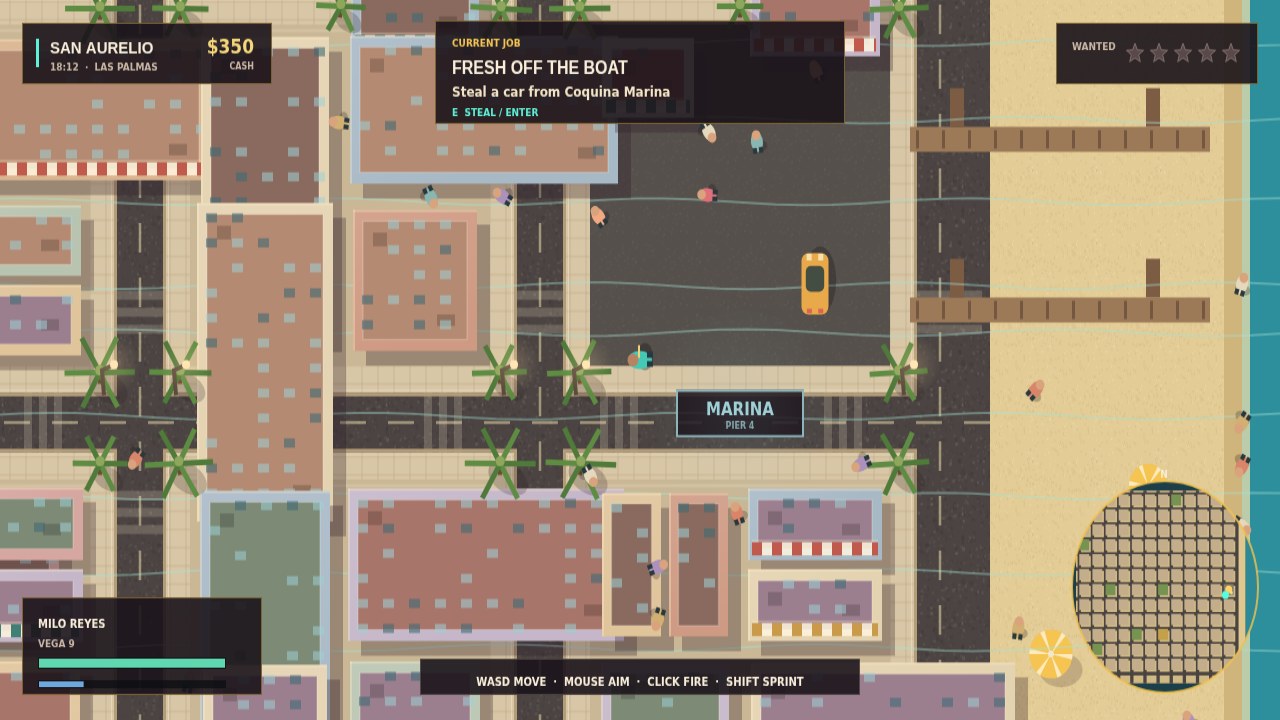 SAN AURELIO
$350
18:12 · LAS PALMAS
CASH
CURRENT JOB
FRESH OFF THE BOAT
Steal a car from Coquina Marina
E STEAL / ENTER
WANTED
MARINA
PIER 4
N
MILO REYES
VEGA 9
WASD MOVE · MOUSE AIM · CLICK FIRE · SHIFT SPRINT